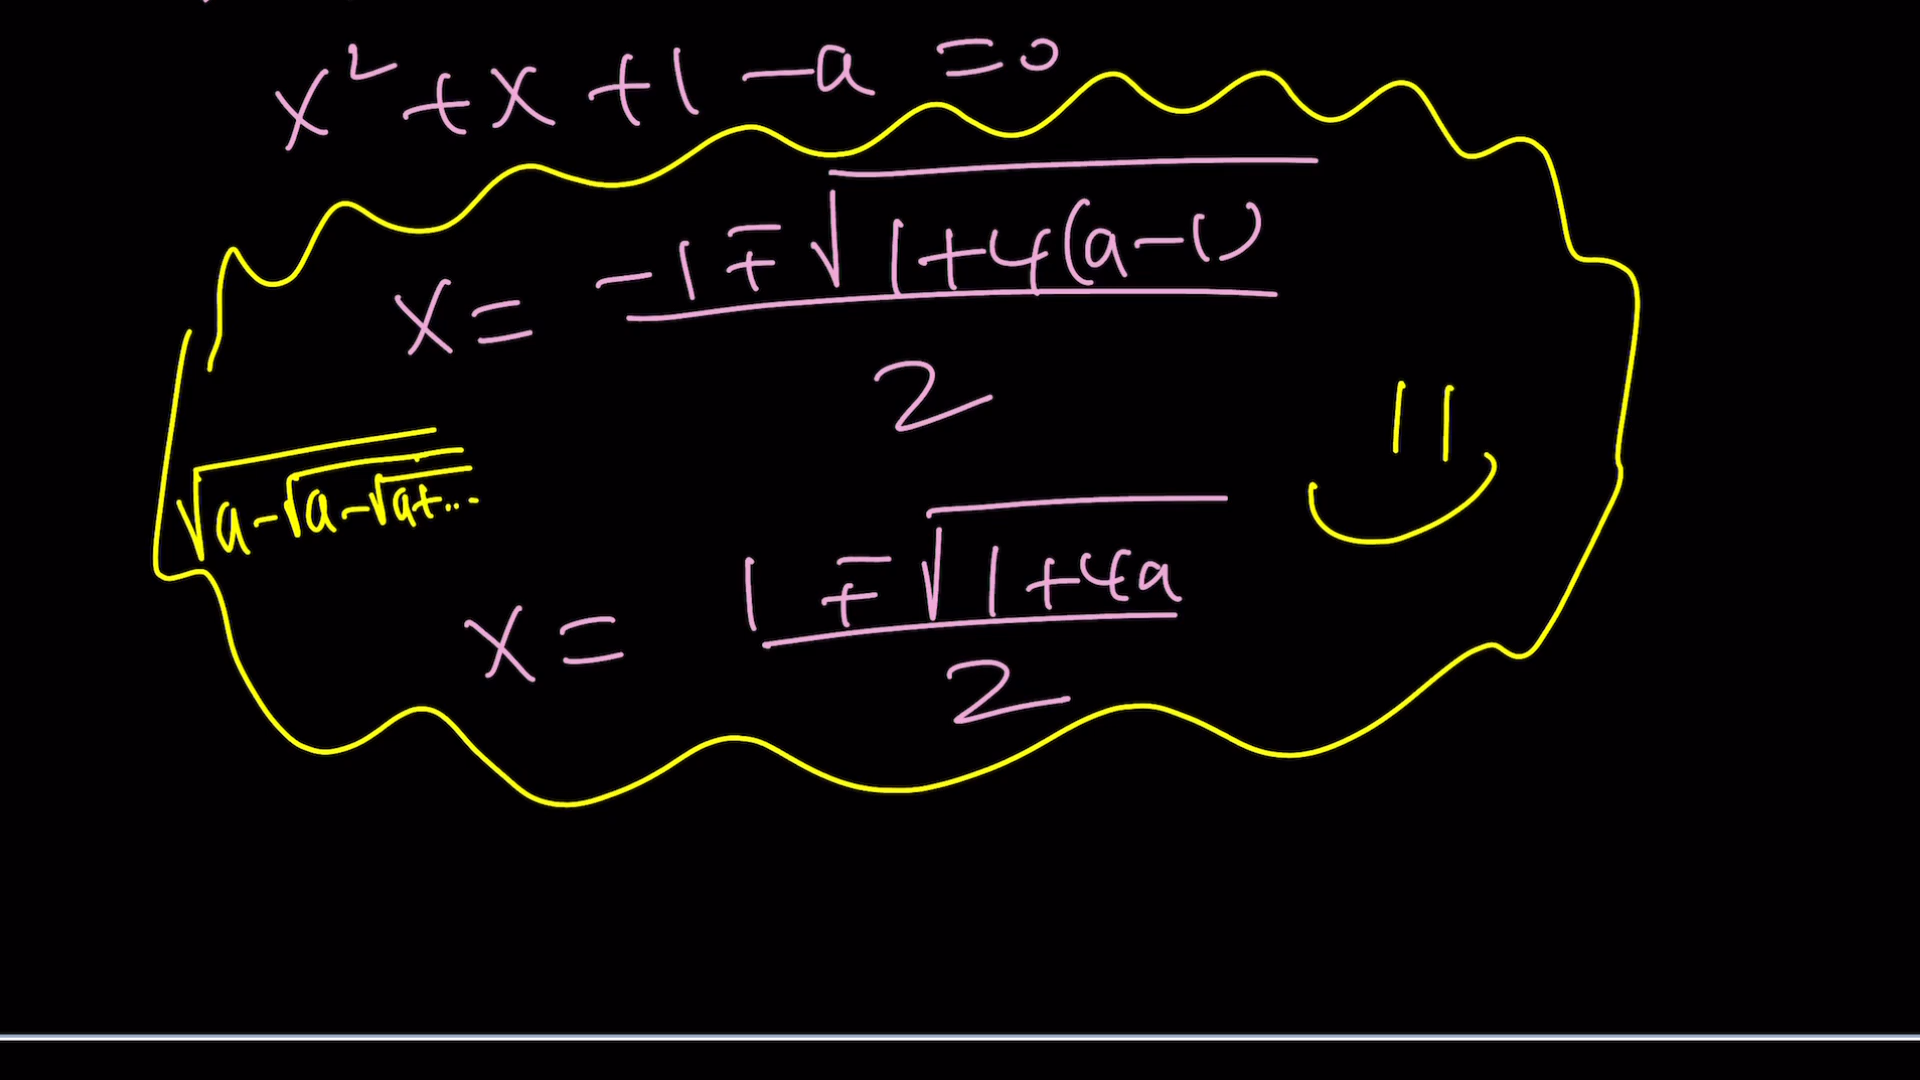 x² + x + 1 - a = 0
x = (-1 ∓ √(1+4(a-1)))/2
√(a-√(a-√(a+...
x = (1 ∓ √(1+4a))/2